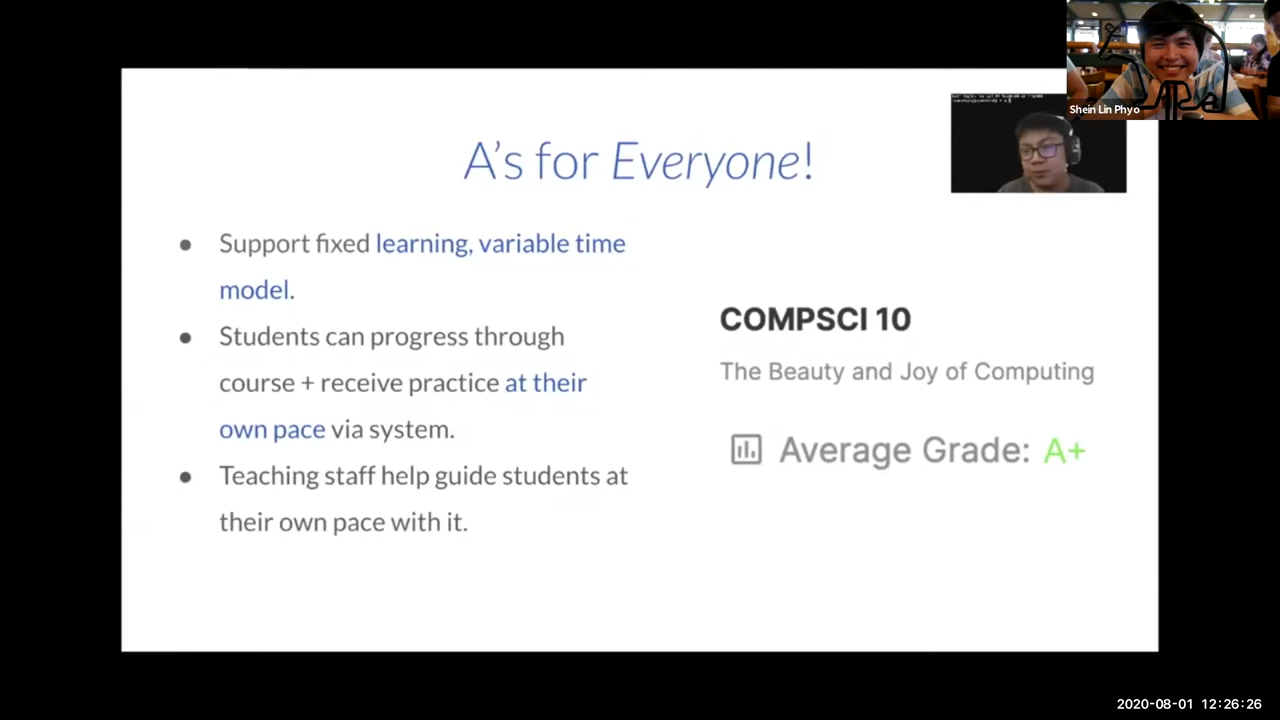 Shein Lin Phyo
A's for Everyone!
● Support fixed learning, variable time
model.
● Students can progress through
course + receive practice at their
own pace via system.
● Teaching staff help guide students at
their own pace with it.
COMPSCI 10
The Beauty and Joy of Computing
Average Grade: A+
2020-08-01 12:26:26